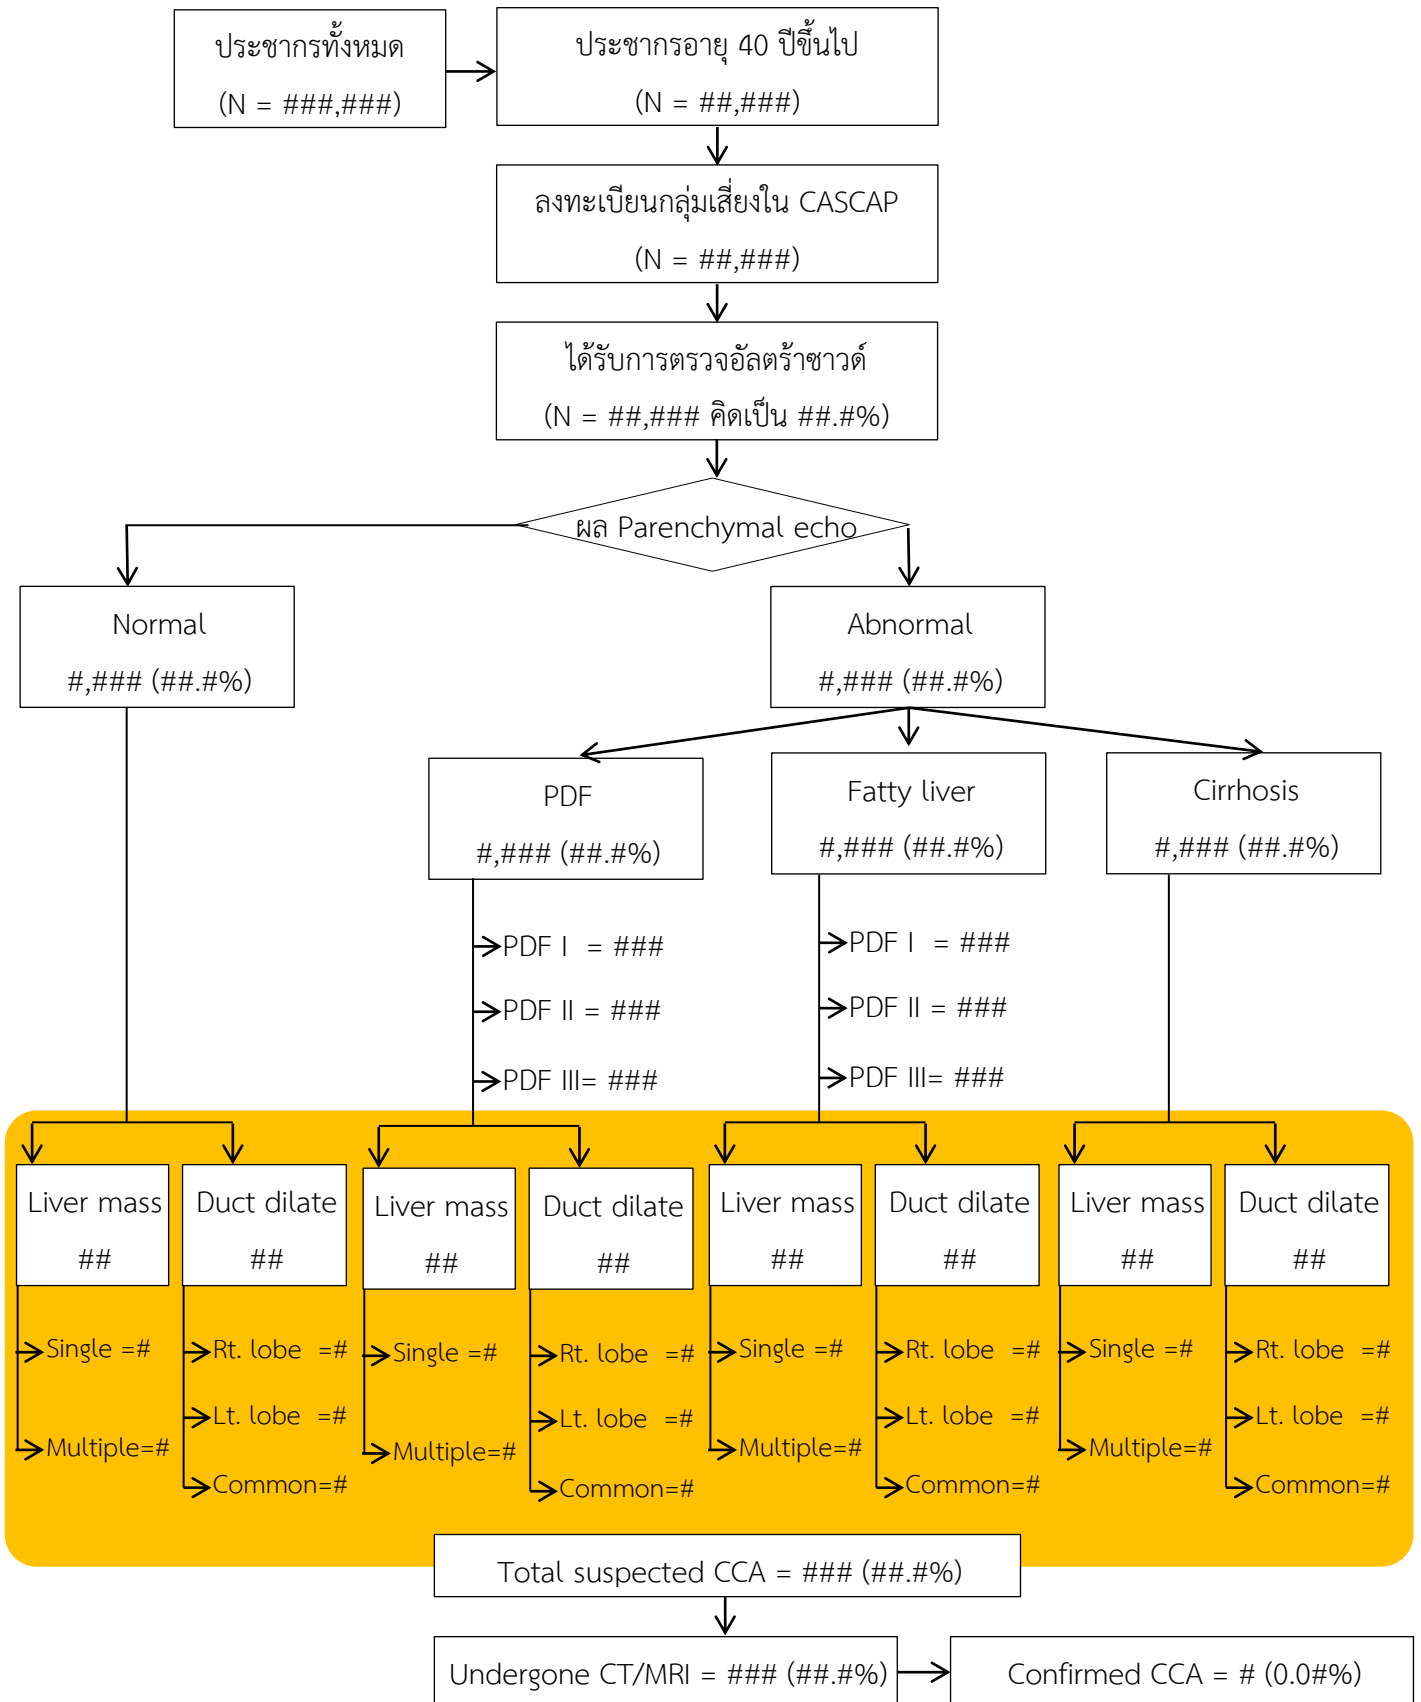 ประชากรทั้งหมด
(N = ###,###)
ประชากรอายุ 40 ปีขึ้นไป
(N = ##,###)
ลงทะเบียนกลุ่มเสี่ยงใน CASCAP
(N = ##,###)
ได้รับการตรวจอัลตร้าซาวด์
(N = ##,### คิดเป็น ##.#%)
ผล Parenchymal echo
Normal
#,### (##.#%)
Abnormal
#,### (##.#%)
PDF
#,### (##.#%)
Fatty liver
#,### (##.#%)
Cirrhosis
#,### (##.#%)
PDF I = ###
PDF II = ###
PDF III= ###
PDF I = ###
PDF II = ###
PDF III= ###
Liver mass
##
Single =#
Multiple=#
Duct dilate
##
Rt. lobe =#
Lt. lobe =#
Common=#
Liver mass
##
Single =#
Multiple=#
Duct dilate
##
Rt. lobe =#
Lt. lobe =#
Common=#
Liver mass
##
Single =#
Multiple=#
Duct dilate
##
Rt. lobe =#
Lt. lobe =#
Common=#
Liver mass
##
Single =#
Multiple=#
Duct dilate
##
Rt. lobe =#
Lt. lobe =#
Common=#
Total suspected CCA = ### (##.#%)
Undergone CT/MRI = ### (##.#%)
Confirmed CCA = # (0.0#%)